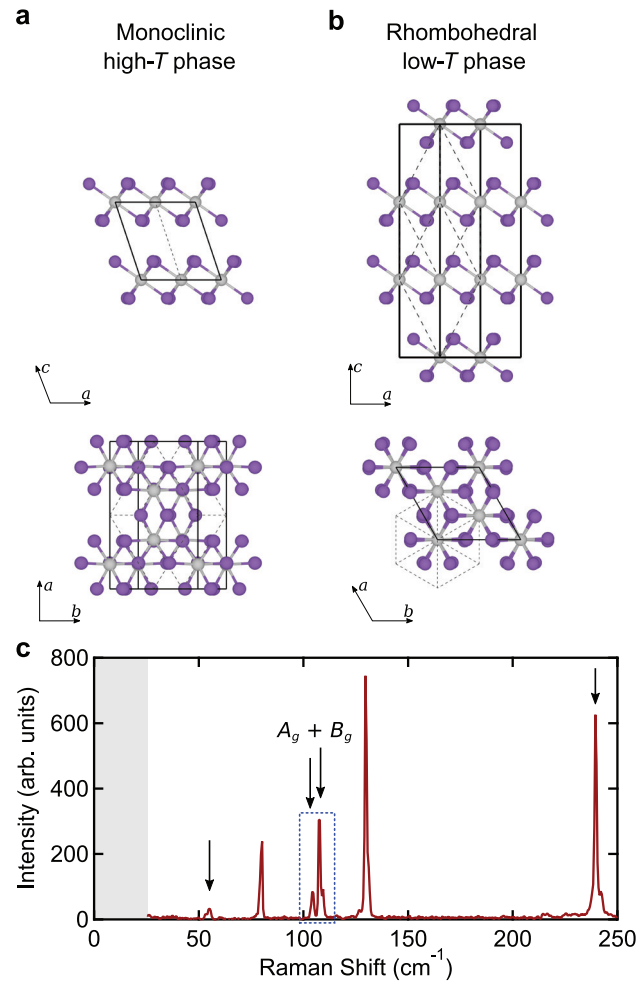 a
Monoclinic
high-T phase
b
Rhombohedral
low-T phase
c
a
c
a
a
b
a
b
c
800
600
400
200
0
Intensity (arb. units)
A_g + B_g
0
50
100
150
200
250
Raman Shift (cm⁻¹)